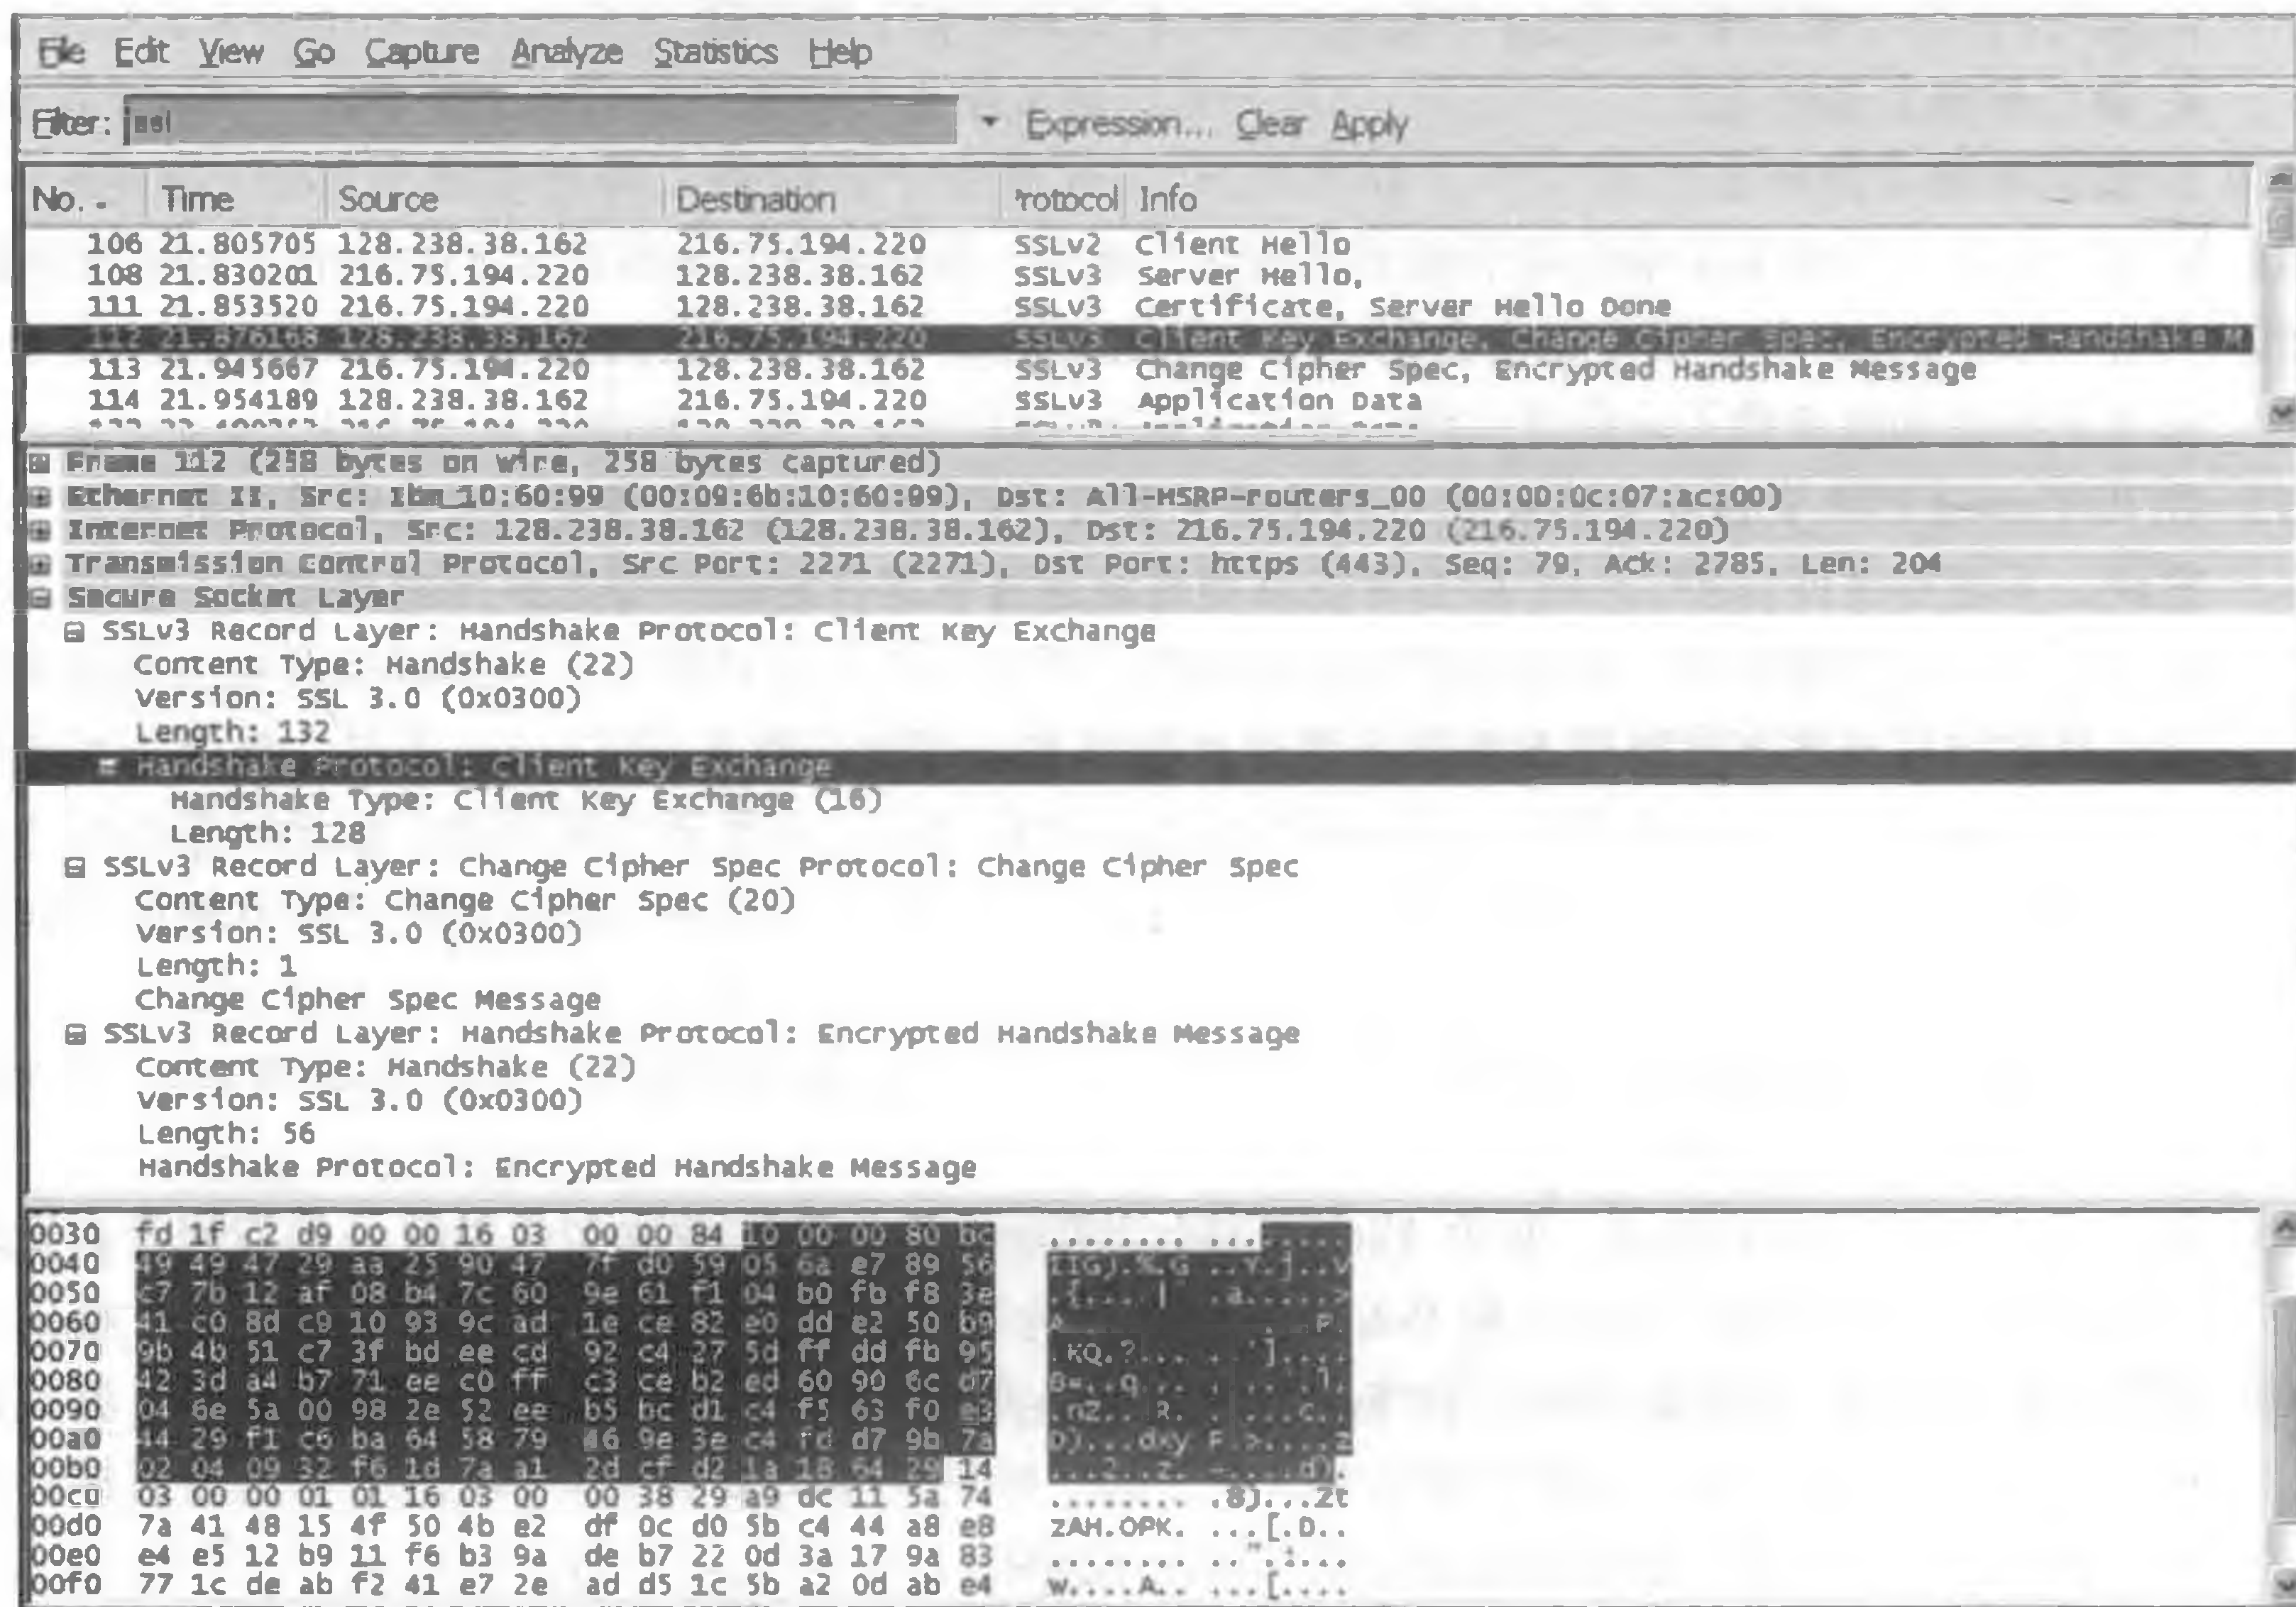 File Edit View Go Capture Analyze Statistics Help
Filter: ssl Expression... Clear Apply
No. - Time Source Destination rotocol Info
106 21.805705 128.238.38.162 216.75.194.220 SSLv2 Client Hello
108 21.830201 216.75.194.220 128.238.38.162 SSLv3 Server Hello,
111 21.853520 216.75.194.220 128.238.38.162 SSLv3 Certificate, Server Hello Done
112 21.876168 128.238.38.162 216.75.194.220 SSLv3 Client Key Exchange, Change Cipher Spec, Encrypted Handshake M
113 21.945667 216.75.194.220 128.238.38.162 SSLv3 Change Cipher Spec, Encrypted Handshake Message
114 21.954189 128.238.38.162 216.75.194.220 SSLv3 Application Data
Frame 112 (258 bytes on wire, 258 bytes captured)
Ethernet II, Src: Ibm_10:60:99 (00:09:6b:10:60:99), Dst: All-HSRP-routers_00 (00:00:0c:07:ac:00)
Internet Protocol, Src: 128.238.38.162 (128.238.38.162), Dst: 216.75.194.220 (216.75.194.220)
Transmission Control Protocol, Src Port: 2271 (2271), Dst Port: https (443), Seq: 79, Ack: 2785, Len: 204
Secure Socket Layer
SSLv3 Record Layer: Handshake Protocol: Client Key Exchange
Content Type: Handshake (22)
Version: SSL 3.0 (0x0300)
Length: 132
Handshake Protocol: Client Key Exchange
Handshake Type: Client Key Exchange (16)
Length: 128
SSLv3 Record Layer: Change Cipher Spec Protocol: Change Cipher Spec
Content Type: Change Cipher Spec (20)
Version: SSL 3.0 (0x0300)
Length: 1
Change Cipher Spec Message
SSLv3 Record Layer: Handshake Protocol: Encrypted Handshake Message
Content Type: Handshake (22)
Version: SSL 3.0 (0x0300)
Length: 56
Handshake Protocol: Encrypted Handshake Message
0030 fd 1f c2 d9 00 00 16 03 00 00 84 10 00 00 80 bc ........ ........
0040 49 49 47 29 aa 25 90 47 7f d0 59 05 6a e7 89 56 IIG).%.G ..Y.j..V
0050 c7 7b 12 af 08 b4 7c 60 9e 61 f1 04 b0 fb f8 3e .{....|` .a.....>
0060 41 c0 8d c9 10 93 9c ad 1e ce 82 e0 dd e2 50 b9 A....... ......P.
0070 9b 4b 51 c7 3f bd ee cd 92 c4 27 5d ff dd fb 95 .KQ.?... ..']....
0080 42 3d a4 b7 71 ee c0 ff c3 ce b2 ed 60 90 6c d7 B=..q... ....`.l.
0090 04 6e 5a 00 98 2e 52 ee b5 bc d1 c4 f5 63 f0 e3 .nZ...R. .....c..
00a0 44 29 f1 c6 ba 64 58 79 46 9e 3e c4 fd d7 9b 7a D)...dXy F.>....z
00b0 02 04 09 32 f6 1d 7a a1 2d cf d2 1a 18 64 29 14 ...2..z. -....d).
00c0 03 00 00 01 01 16 03 00 00 38 29 a9 dc 11 5a 74 ........ .8)...Zt
00d0 7a 41 48 15 4f 50 4b e2 df 0c d0 5b c4 44 a8 e8 zAH.OPK. ...[.D..
00e0 e4 e5 12 b9 11 f6 b3 9a de b7 22 0d 3a 17 9a 83 ........ ..".:...
00f0 77 1c de ab f2 41 e7 2e ad d5 1c 5b a2 0d ab e4 w....A.. ...[....